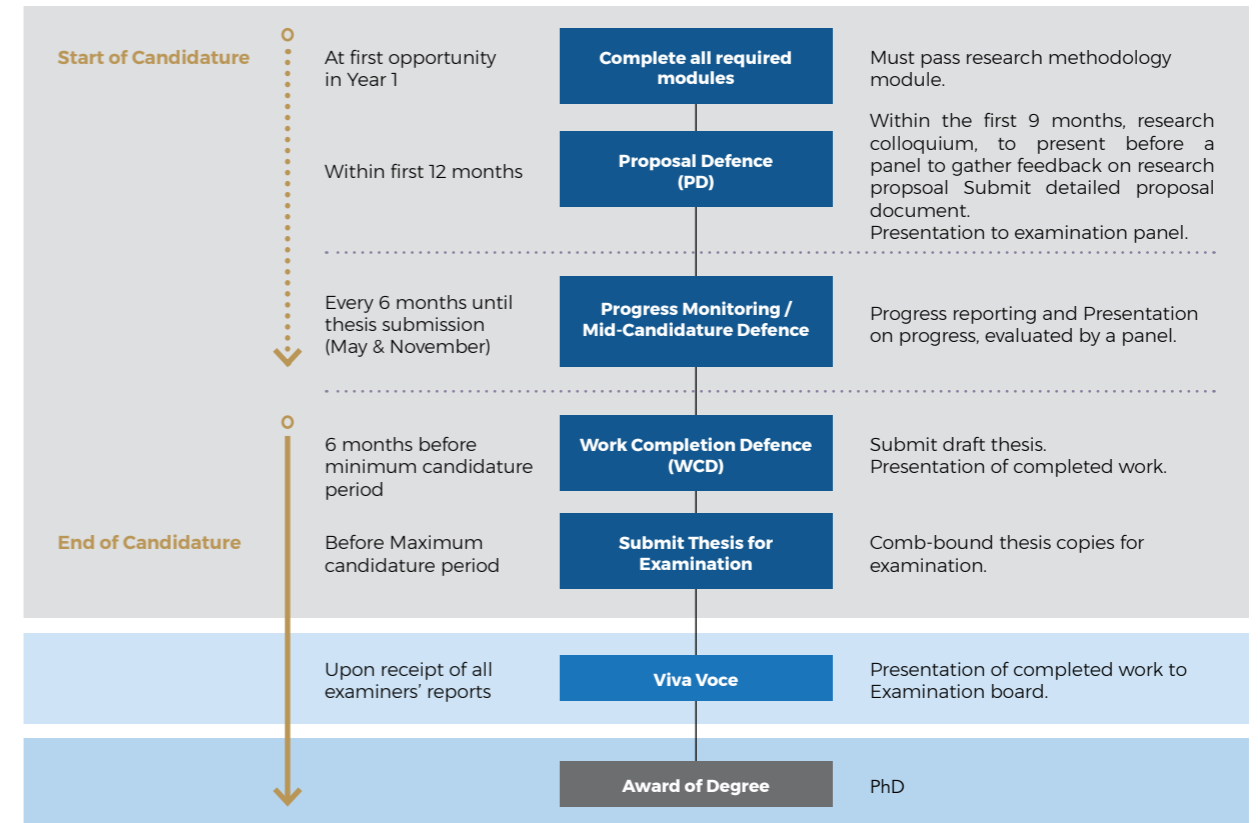 Start of Candidature
At first opportunity
in Year 1
Complete all required
modules
Must pass research methodology
module.
Within first 12 months
Proposal Defence
(PD)
Within the first 9 months, research
colloquium, to present before a
panel to gather feedback on research
propsoal Submit detailed proposal
document.
Presentation to examination panel.
Every 6 months until
thesis submission
(May & November)
Progress Monitoring /
Mid-Candidature Defence
Progress reporting and Presentation
on progress, evaluated by a panel.
6 months before
minimum candidature
period
Work Completion Defence
(WCD)
Submit draft thesis.
Presentation of completed work.
End of Candidature
Before Maximum
candidature period
Submit Thesis for
Examination
Comb-bound thesis copies for
examination.
Upon receipt of all
examiners’ reports
Viva Voce
Presentation of completed work to
Examination board.
Award of Degree
PhD